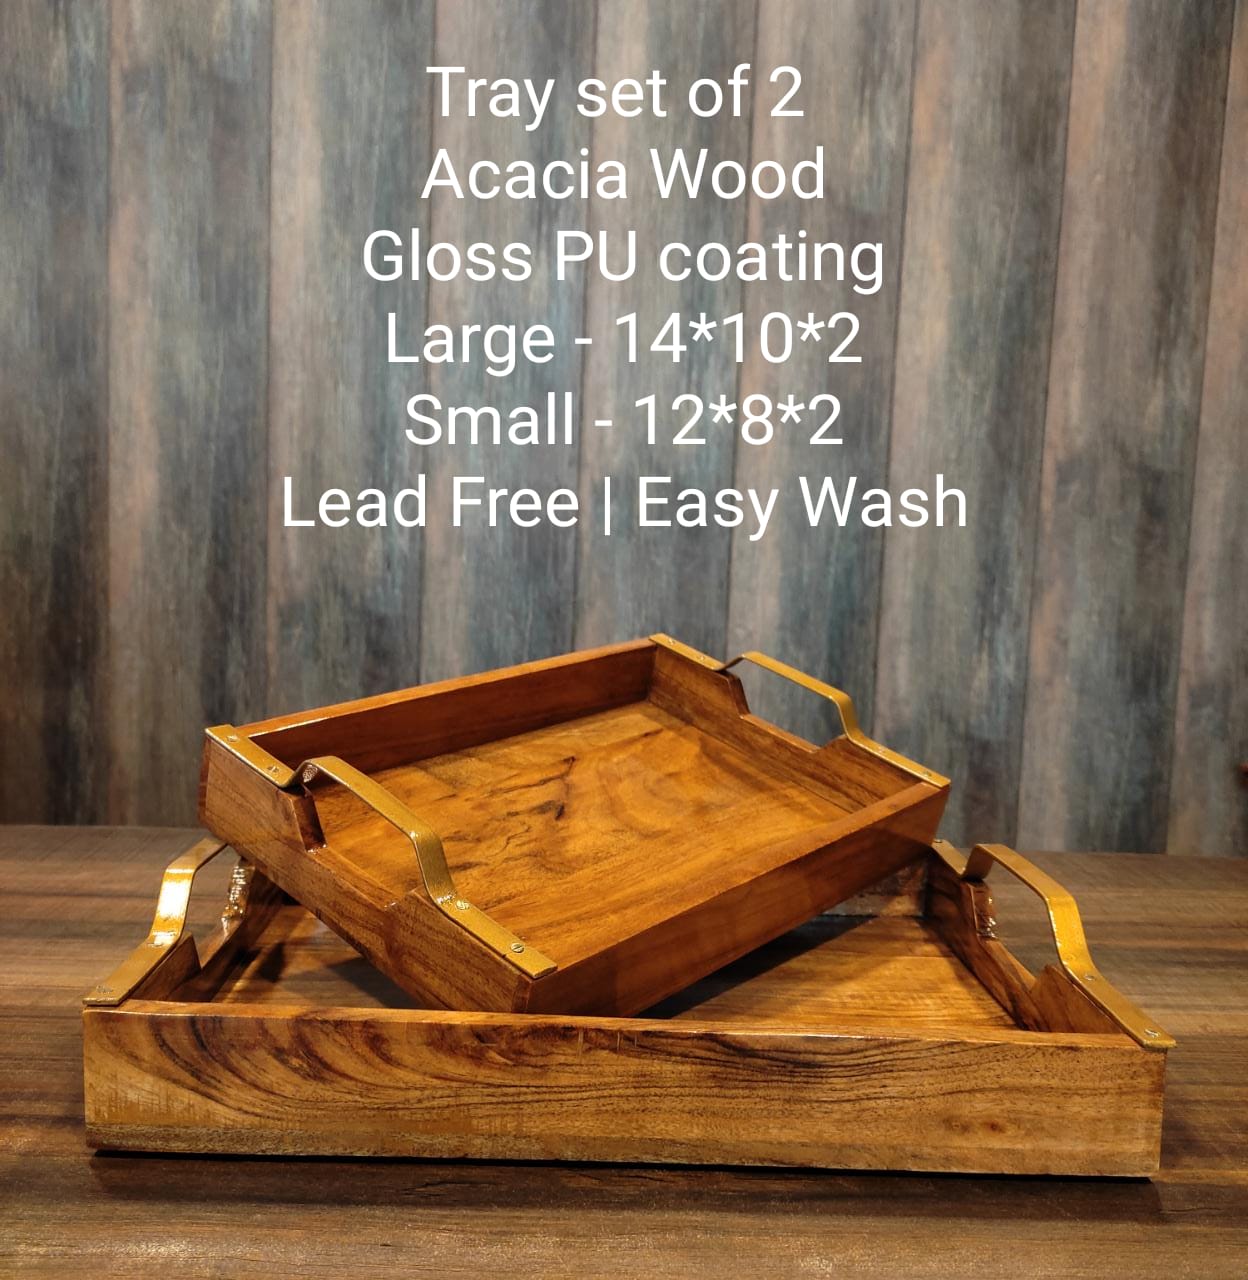 Tray set of 2
Acacia Wood
Gloss PU coating
Large - 14*10*2
Small - 12*8*2
Lead Free | Easy Wash